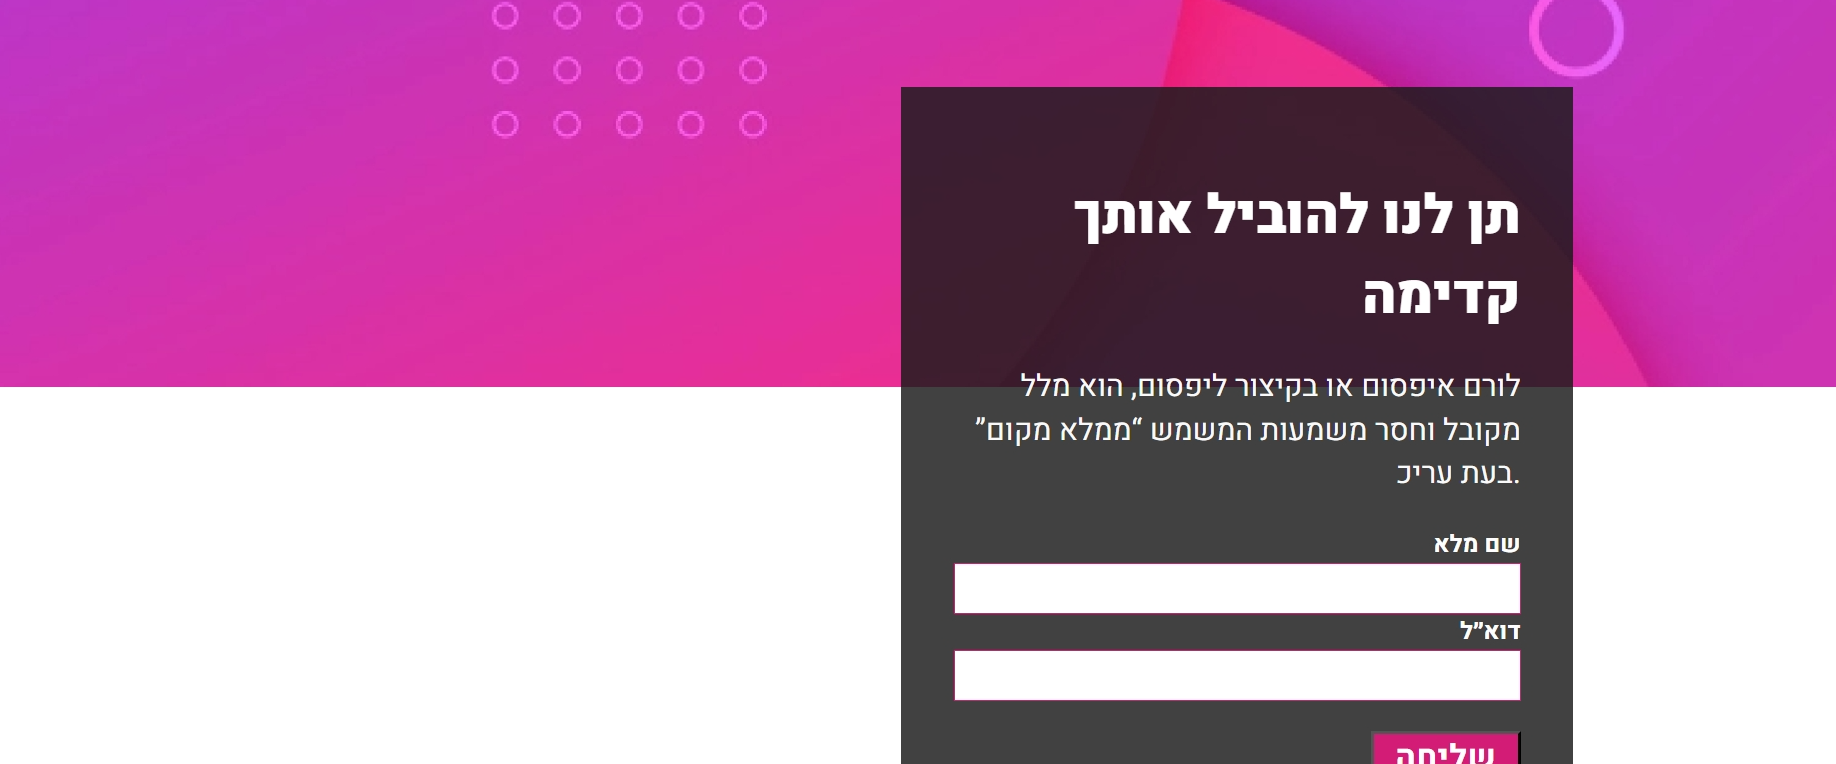 תן לנו להוביל אותך
קדימה
לורם איפסום או בקיצור ליפסום, הוא מלל
מקובל וחסר משמעות המשמש “ממלא מקום”
.בעת עריכ
שם מלא
דוא”ל
שליחה